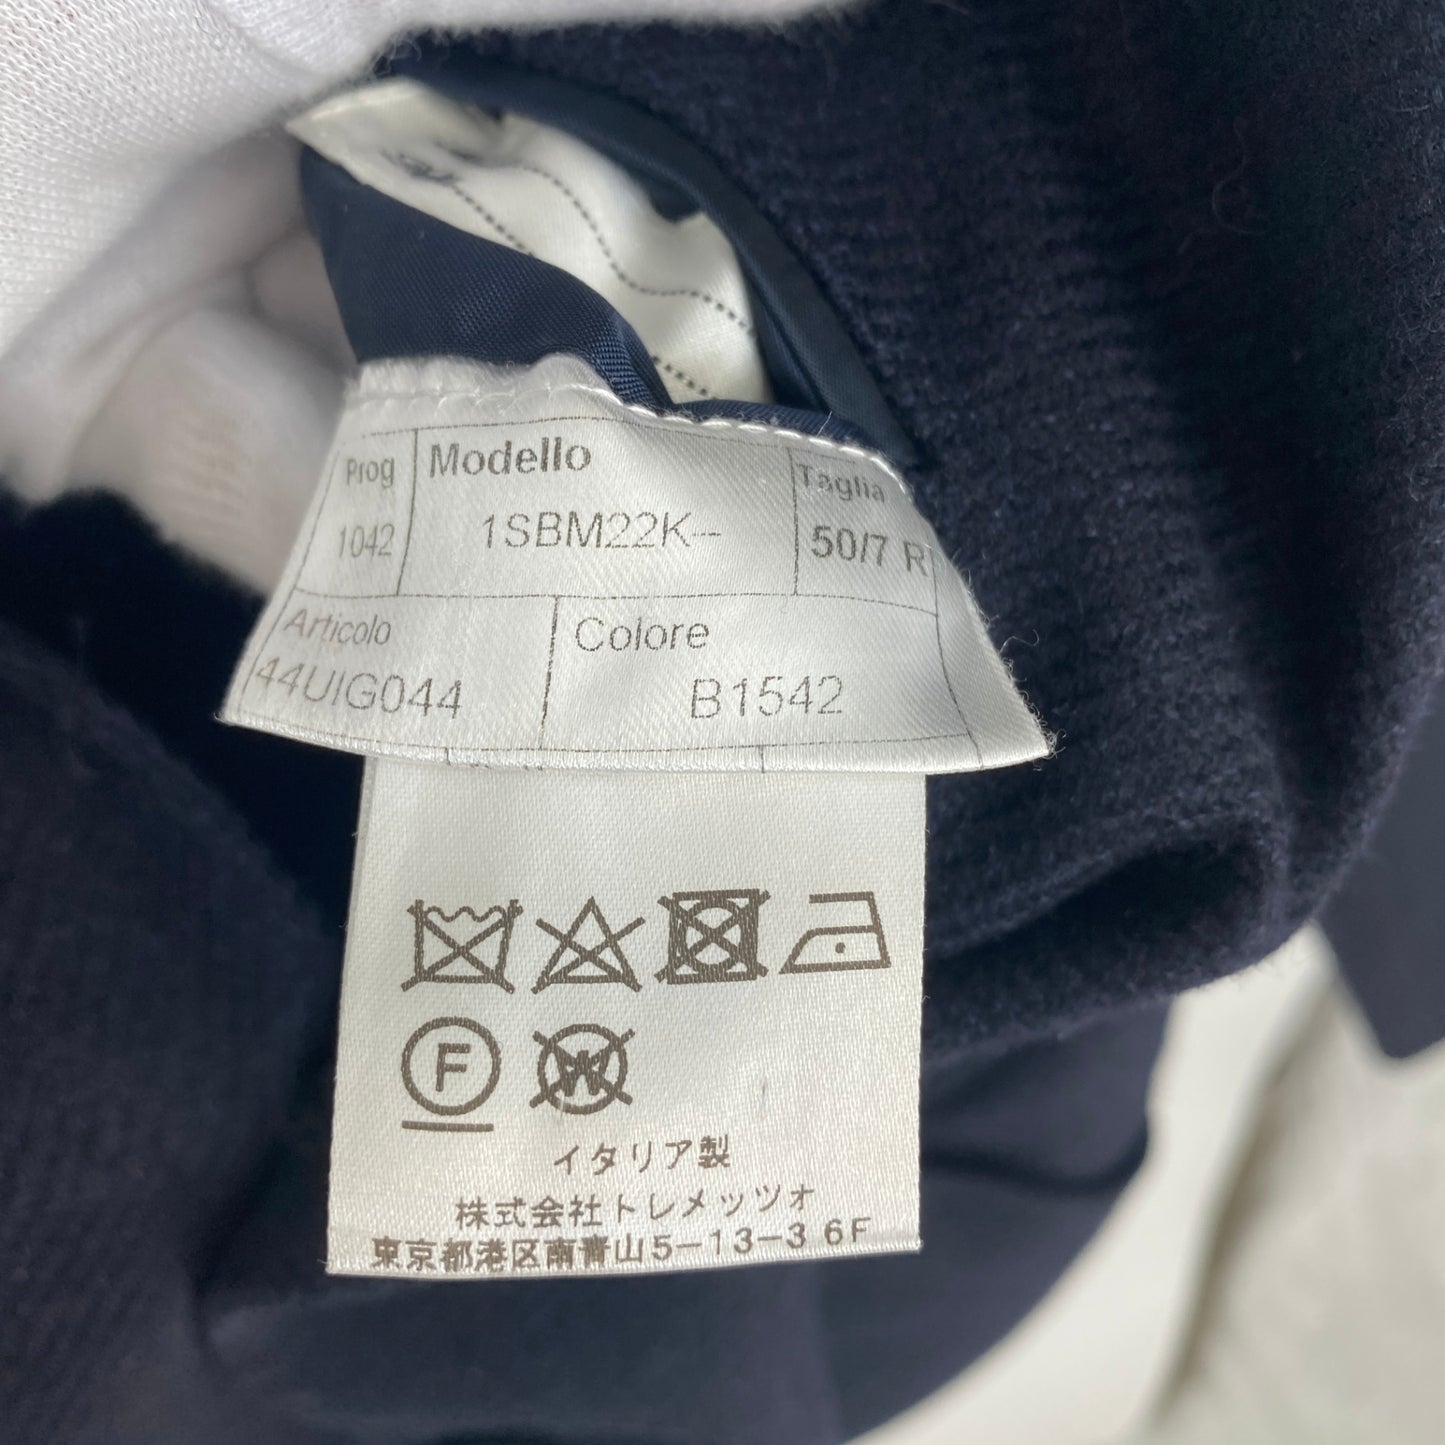 Prog Modello Taglia
1042 1SBM22K-- 50/7 R
Articolo Colore
44UIG044 B1542
F W
イタリア製
株式会社トレメッツォ
東京都港区南青山5-13-3 6F